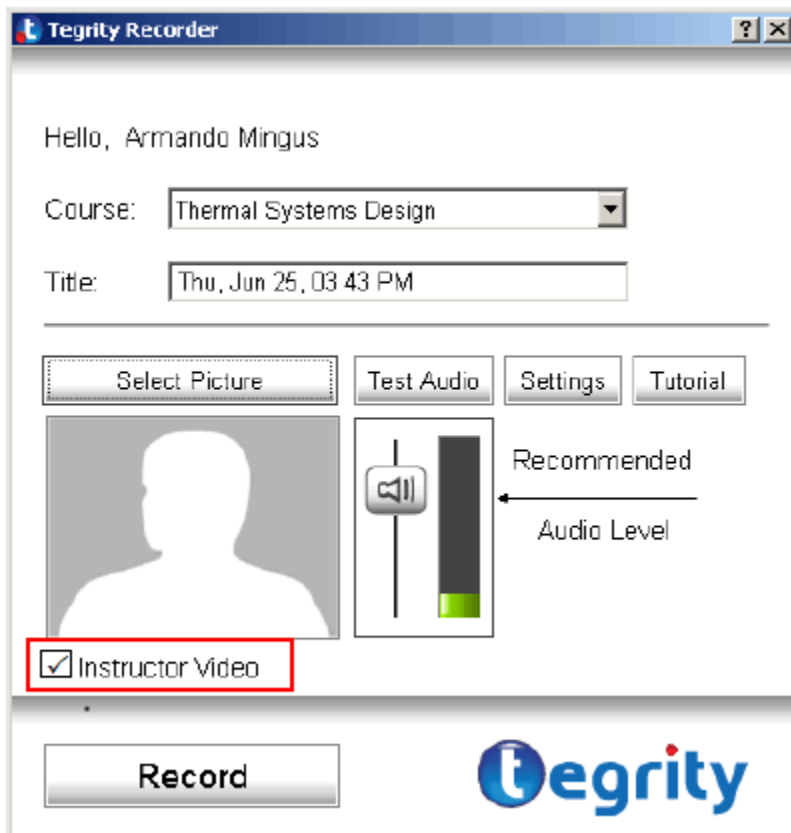 Tegrity Recorder
Hello, Armando Mingus
Course: Thermal Systems Design
Title: Thu, Jun 25, 03 43 PM
Select Picture Test Audio Settings Tutorial
Recommended
Audio Level
Instructor Video
Record tegrity